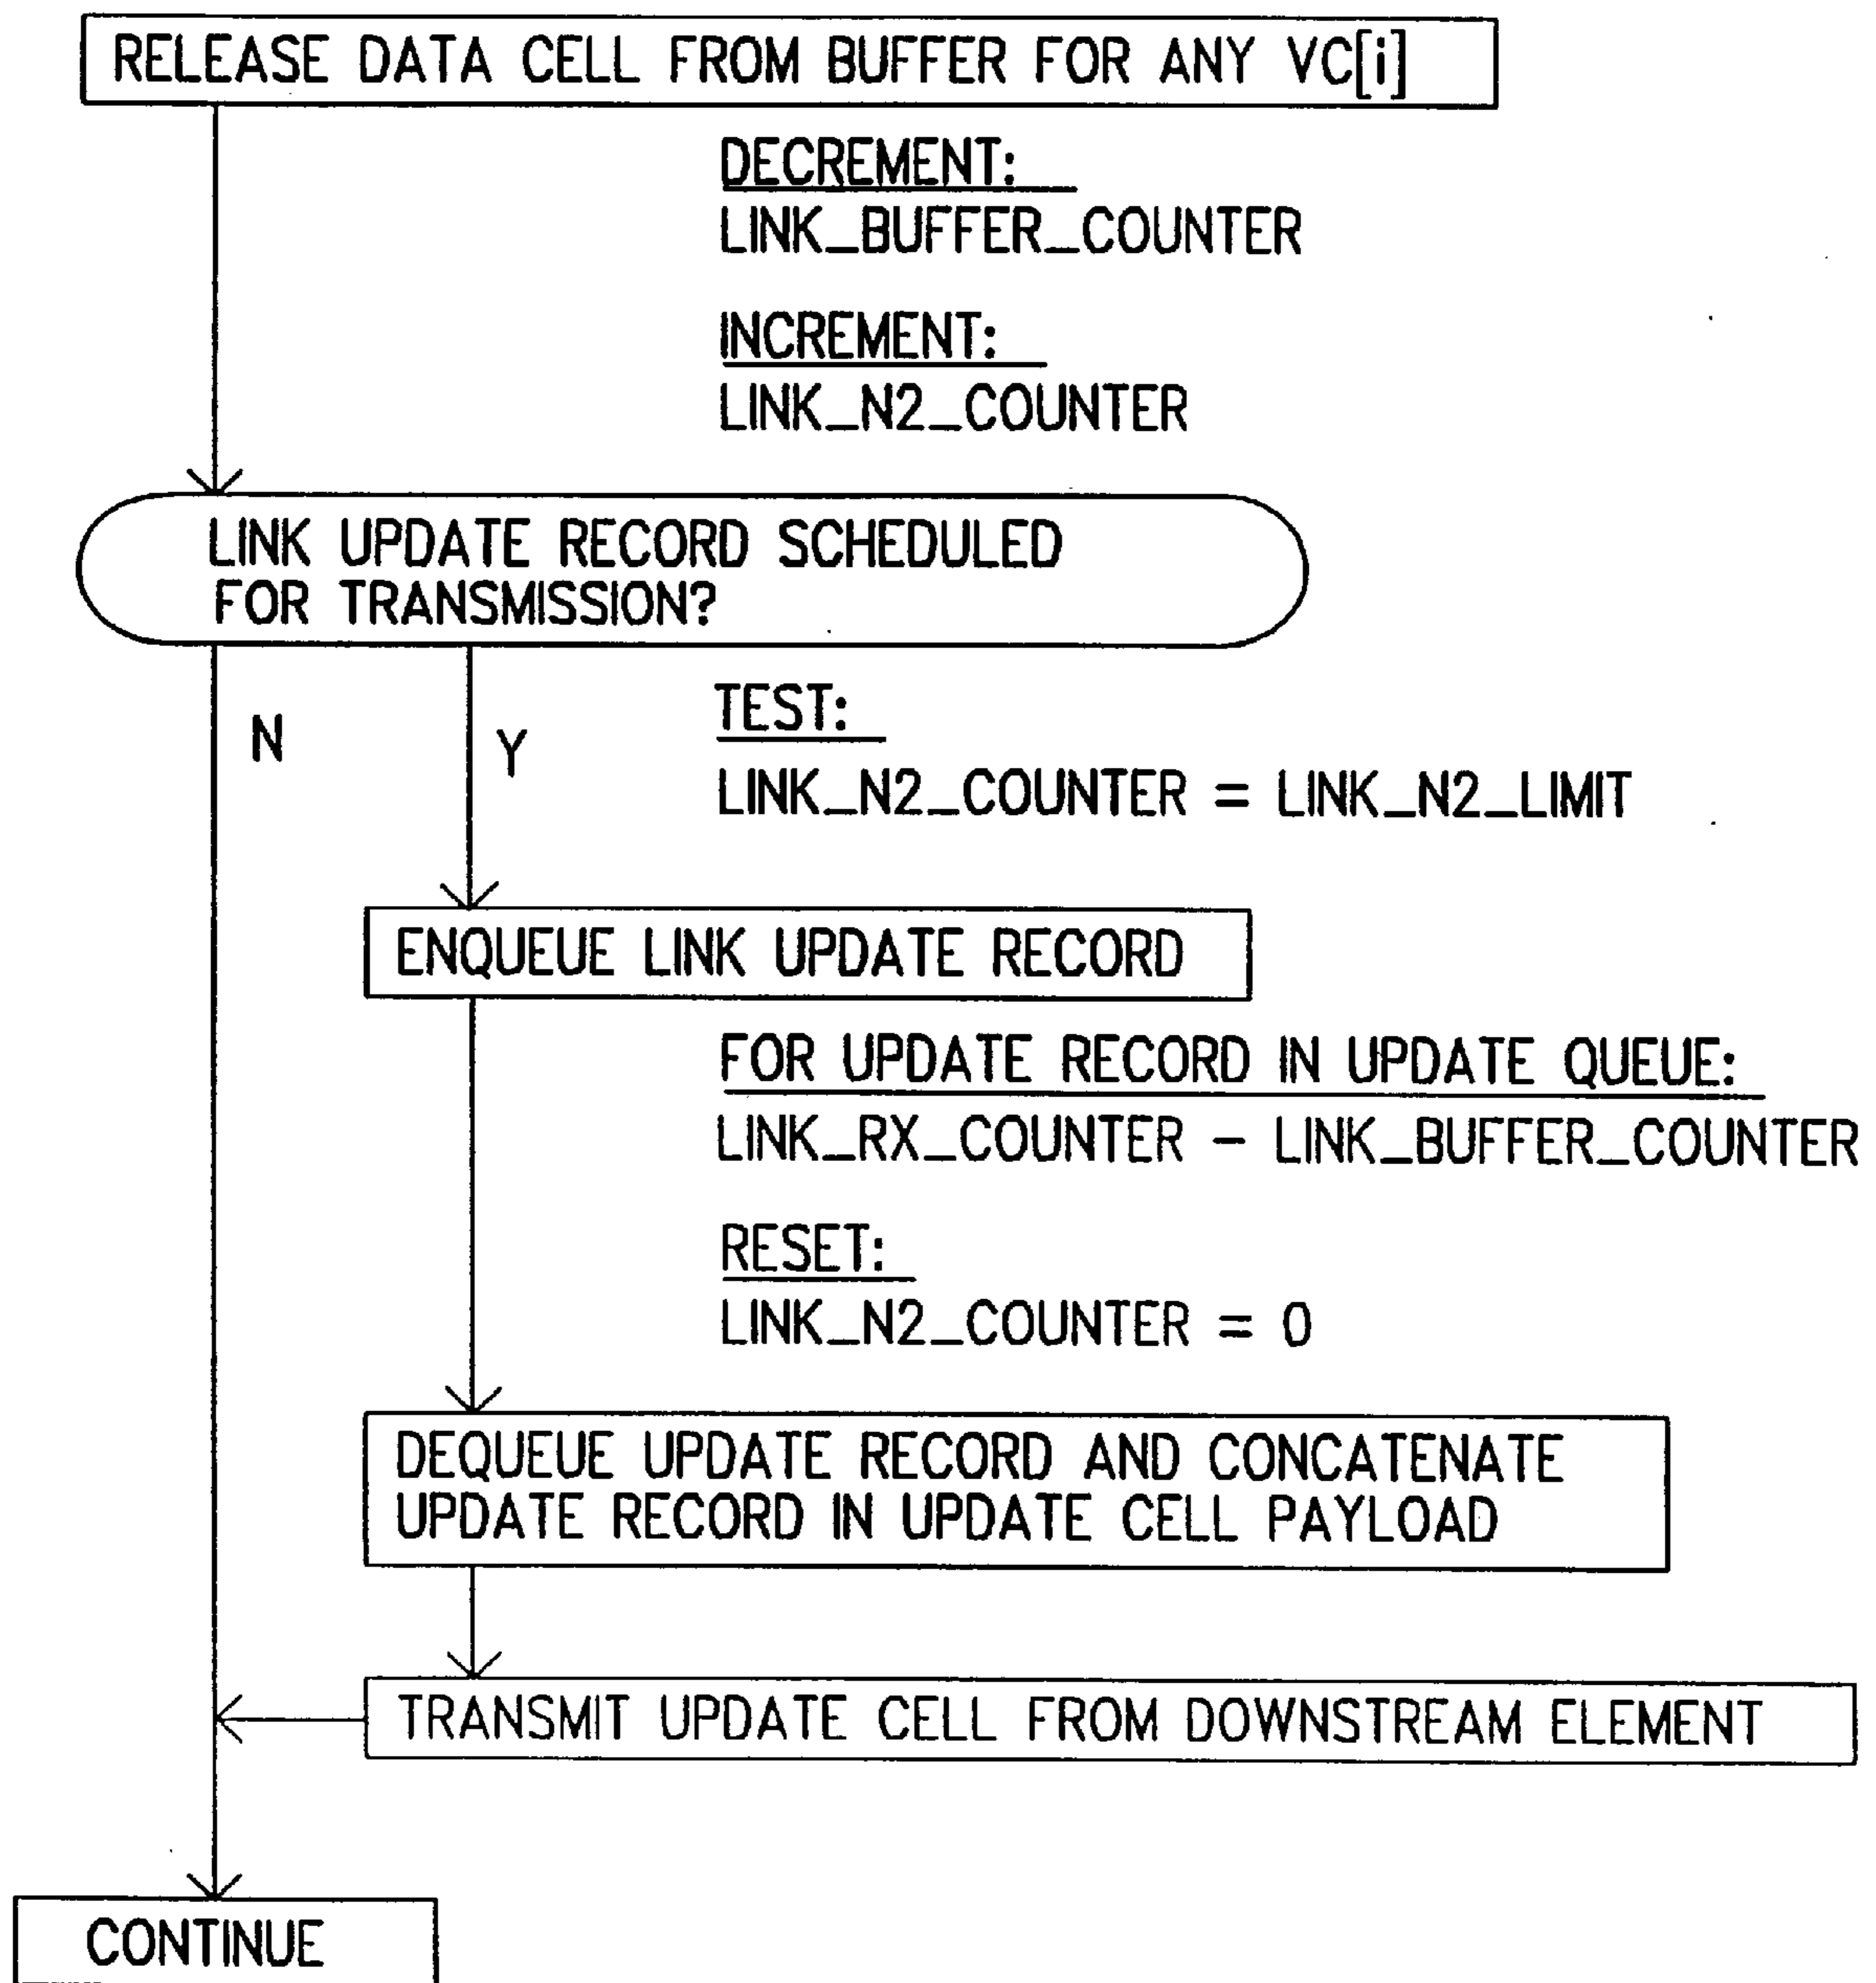 RELEASE DATA CELL FROM BUFFER FOR ANY VC[i]
DECREMENT:
LINK_BUFFER_COUNTER
INCREMENT:
LINK_N2_COUNTER
LINK UPDATE RECORD SCHEDULED
FOR TRANSMISSION?
N
Y
TEST:
LINK_N2_COUNTER = LINK_N2_LIMIT
ENQUEUE LINK UPDATE RECORD
FOR UPDATE RECORD IN UPDATE QUEUE:
LINK_RX_COUNTER – LINK_BUFFER_COUNTER
RESET:
LINK_N2_COUNTER = 0
DEQUEUE UPDATE RECORD AND CONCATENATE
UPDATE RECORD IN UPDATE CELL PAYLOAD
TRANSMIT UPDATE CELL FROM DOWNSTREAM ELEMENT
CONTINUE